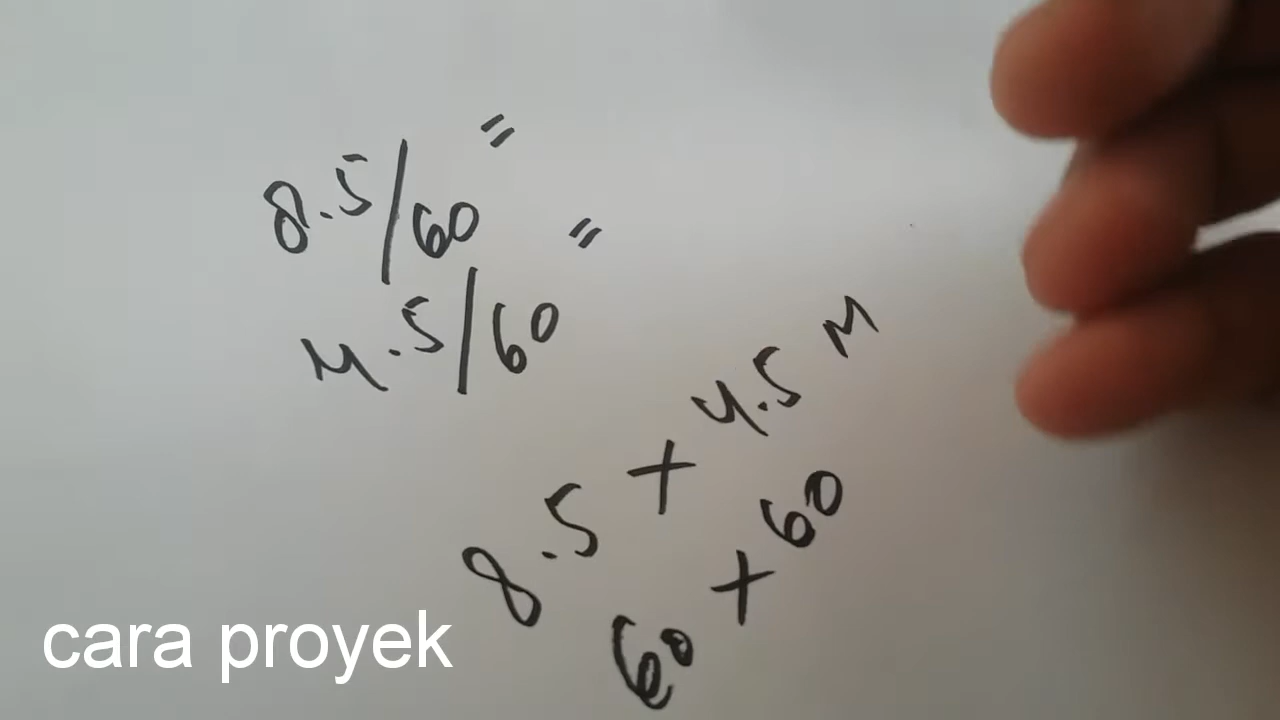 8.5/60 =
4.5/60 =
8.5 + 4.5 M
60 + 60
cara proyek